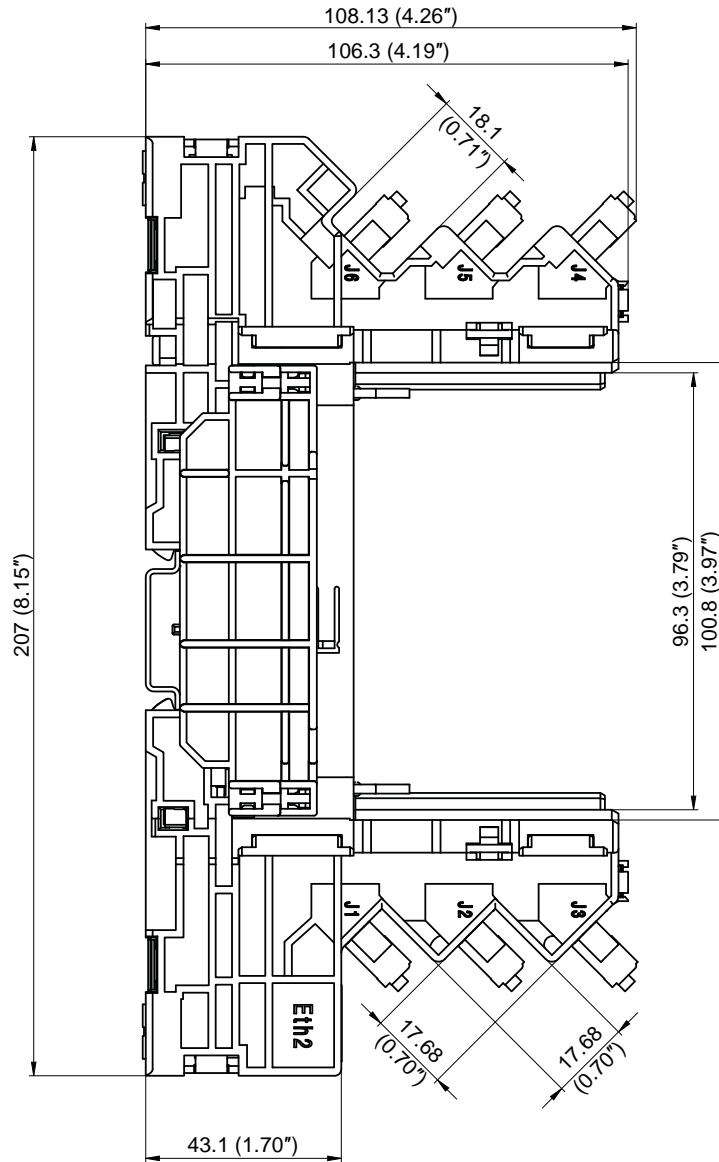 108.13 (4.26″)
106.3 (4.19″)
18.1
(0.71″)
J6
J5
J4
207 (8.15″)
96.3 (3.79″)
100.8 (3.97″)
J1
J2
J3
Eth2
17.68
(0.70″)
17.68
(0.70″)
43.1 (1.70″)